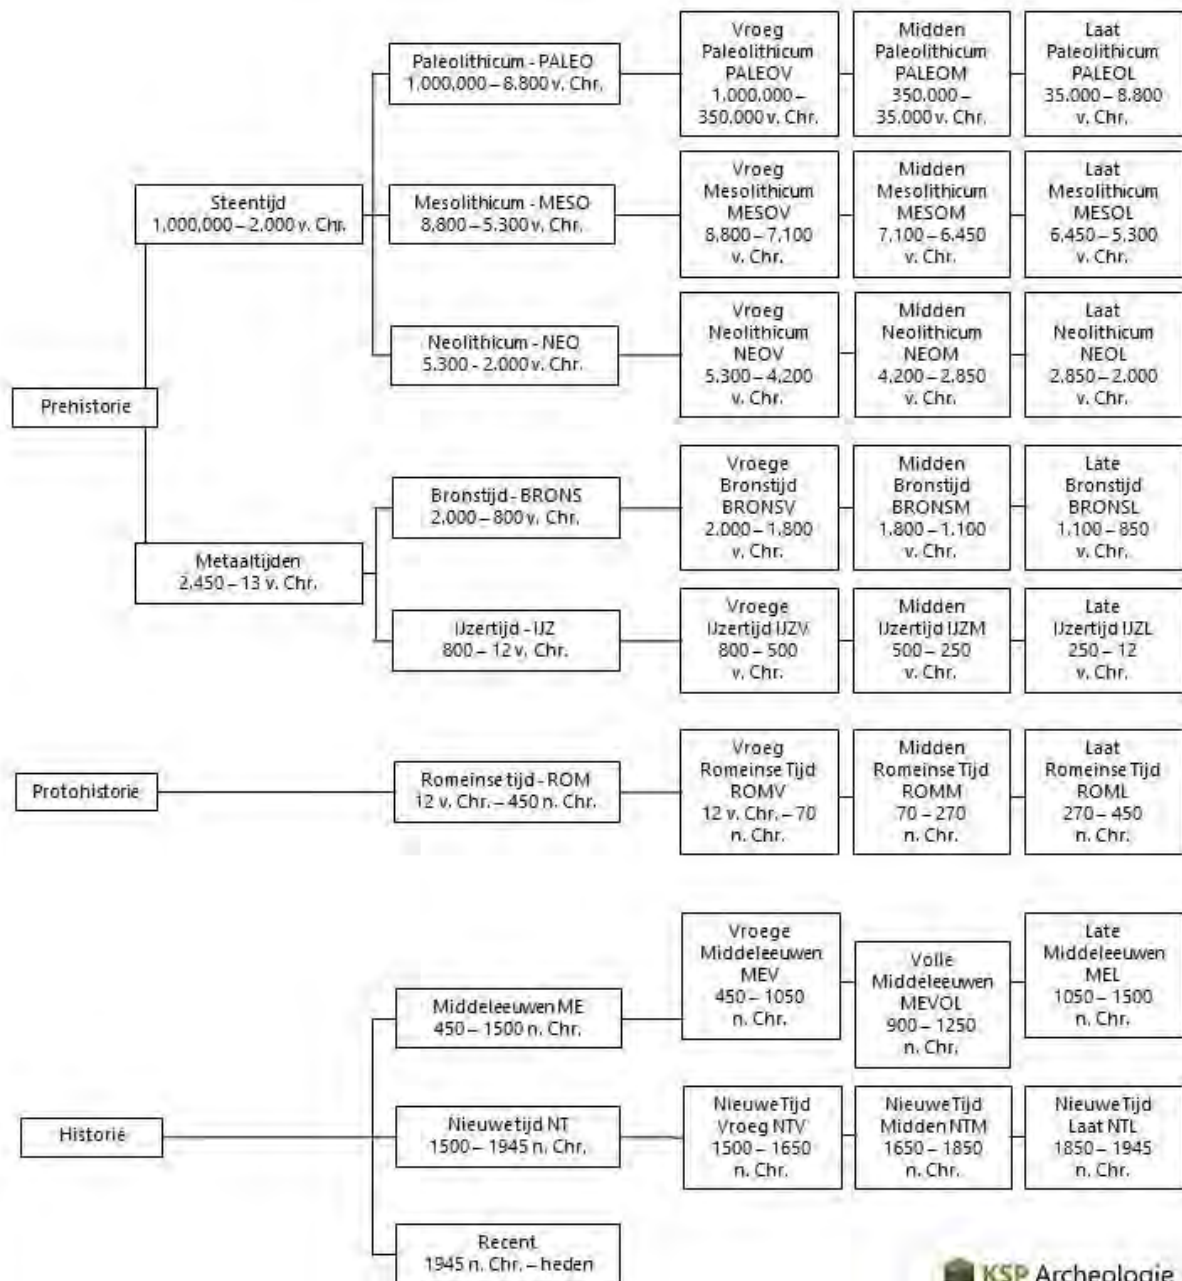 Prehistorie
Steentijd
1.000.000 – 2.000 v. Chr.
Paleolithicum - PALEO
1.000.000 – 8.800 v. Chr.
Vroeg
Paleolithicum
PALEOV
1.000.000 –
350.000 v. Chr.
Midden
Paleolithicum
PALEOM
350.000 –
35.000 v. Chr.
Laat
Paleolithicum
PALEOL
35.000 – 8.800
v. Chr.
Mesolithicum - MESO
8.800 – 5.300 v. Chr.
Vroeg
Mesolithicum
MESOV
8.800 – 7.100
v. Chr.
Midden
Mesolithicum
MESOM
7.100 – 6.450
v. Chr.
Laat
Mesolithicum
MESOL
6.450 – 5.300
v. Chr.
Neolithicum - NEO
5.300 - 2.000 v. Chr.
Vroeg
Neolithicum
NEOV
5.300 – 4.200
v. Chr.
Midden
Neolithicum
NEOM
4.200 – 2.850
v. Chr.
Laat
Neolithicum
NEOL
2.850 – 2.000
v. Chr.
Metaaltijden
2.450 – 13 v. Chr.
Bronstijd - BRONS
2.000 – 800 v. Chr.
Vroege
Bronstijd
BRONSV
2.000 – 1.800
v. Chr.
Midden
Bronstijd
BRONSM
1.800 – 1.100
v. Chr.
Late
Bronstijd
BRONSL
1.100 – 850
v. Chr.
IJzertijd - IJZ
800 – 12 v. Chr.
Vroege
IJzertijd IJZV
800 – 500
v. Chr.
Midden
IJzertijd IJZM
500 – 250
v. Chr.
Late
IJzertijd IJZL
250 – 12
v. Chr.
Protohistorie
Romeinse tijd - ROM
12 v. Chr. – 450 n. Chr.
Vroeg
Romeinse Tijd
ROMV
12 v. Chr. – 70
n. Chr.
Midden
Romeinse Tijd
ROMM
70 – 270
n. Chr.
Laat
Romeinse Tijd
ROML
270 – 450
n. Chr.
Historie
Middeleeuwen ME
450 – 1500 n. Chr.
Vroege
Middeleeuwen
MEV
450 – 1050
n. Chr.
Volle
Middeleeuwen
MEVOL
900 – 1250
n. Chr.
Late
Middeleeuwen
MEL
1050 – 1500
n. Chr.
Nieuwe tijd NT
1500 – 1945 n. Chr.
Nieuwe Tijd
Vroeg NTV
1500 – 1650
n. Chr.
Nieuwe Tijd
Midden NTM
1650 – 1850
n. Chr.
Nieuwe Tijd
Laat NTL
1850 – 1945
n. Chr.
Recent
1945 n. Chr. – heden
KSP Archeologie